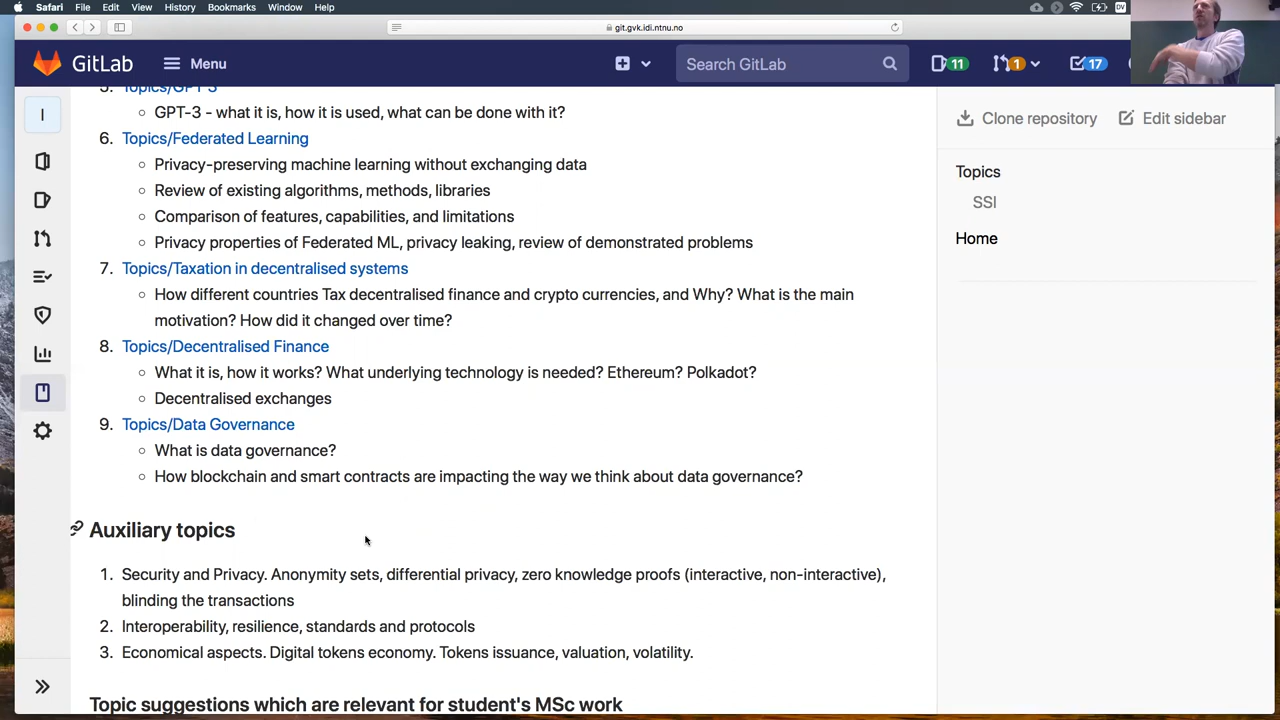 Safari File Edit View History Bookmarks Window Help
DV
git.gvk.idi.ntnu.no
GitLab Menu Search GitLab 11 1 17
I
5. Topics/GPT 3
GPT-3 - what it is, how it is used, what can be done with it?
6. Topics/Federated Learning
Privacy-preserving machine learning without exchanging data
Review of existing algorithms, methods, libraries
Comparison of features, capabilities, and limitations
Privacy properties of Federated ML, privacy leaking, review of demonstrated problems
7. Topics/Taxation in decentralised systems
How different countries Tax decentralised finance and crypto currencies, and Why? What is the main
motivation? How did it changed over time?
8. Topics/Decentralised Finance
What it is, how it works? What underlying technology is needed? Ethereum? Polkadot?
Decentralised exchanges
9. Topics/Data Governance
What is data governance?
How blockchain and smart contracts are impacting the way we think about data governance?
Auxiliary topics
1. Security and Privacy. Anonymity sets, differential privacy, zero knowledge proofs (interactive, non-interactive),
blinding the transactions
2. Interoperability, resilience, standards and protocols
3. Economical aspects. Digital tokens economy. Tokens issuance, valuation, volatility.
Topic suggestions which are relevant for student's MSc work
Clone repository Edit sidebar
Topics
SSI
Home